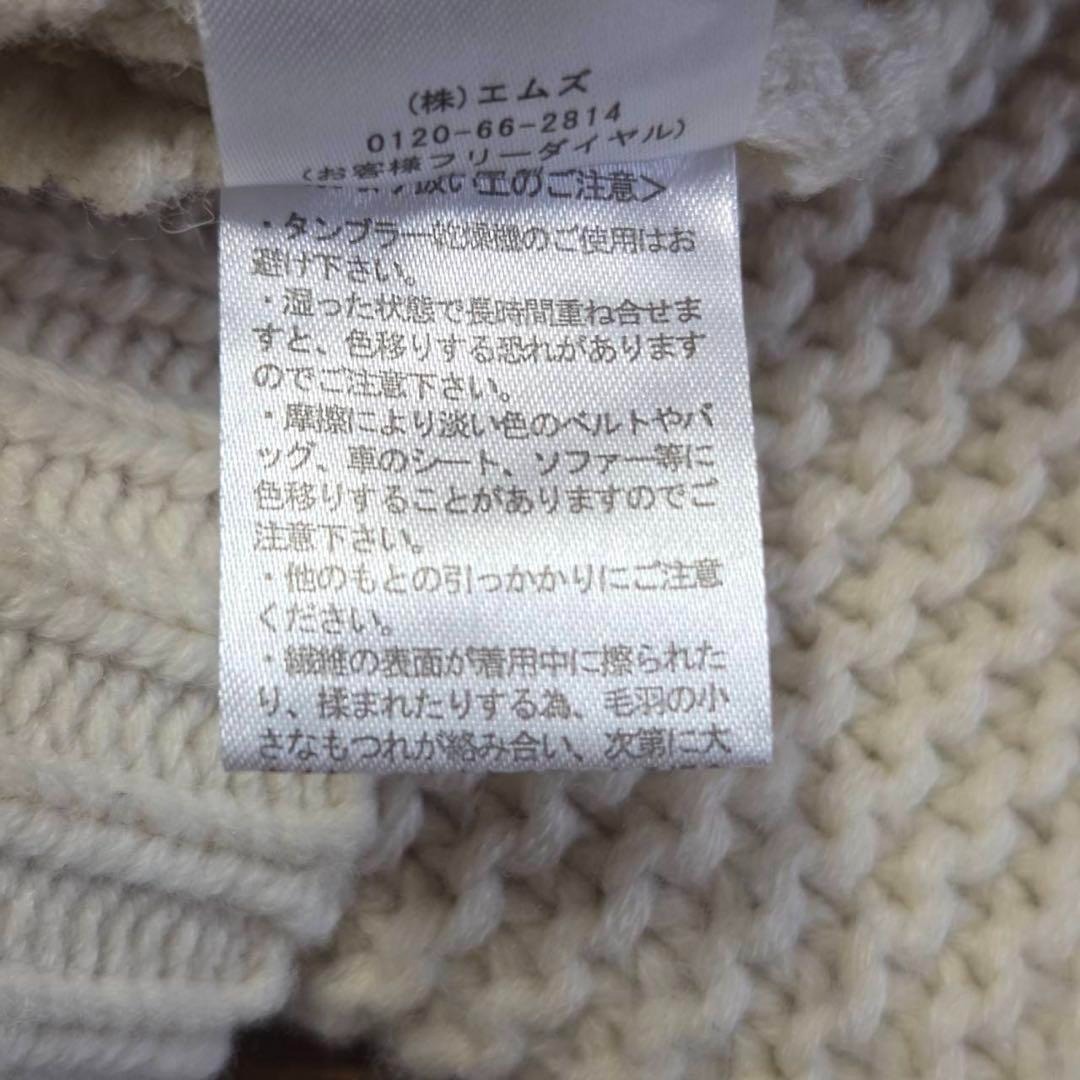 (株)エムズ
0120-66-2814
(お客様フリーダイヤル)
扱い上のご注意>
・タンブラー乾燥機のご使用はお
避け下さい。
・湿った状態で長時間重ね合せま
すと、色移りする恐れがあります
のでご注意下さい。
・摩擦により淡い色のベルトやバ
ッグ、車のシート、ソファー等に
色移りすることがありますのでご
注意下さい。
・他のもとの引っかかりにご注意
ください。
・繊維の表面が着用中に擦られた
り、揉まれたりする為、毛羽の小
さなもつれが絡み合い、次第に大